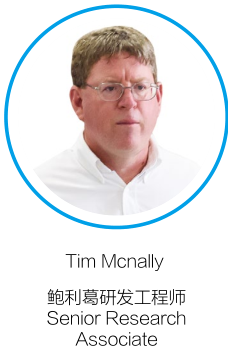 Tim Mcnally
鲍利葛研发工程师
Senior Research
Associate